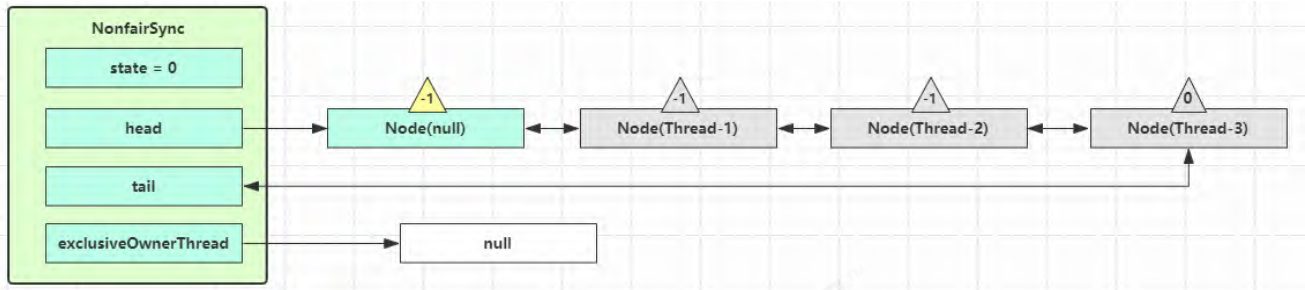 NonfairSync
state = 0
-1
-1
-1
0
head
Node(null)
Node(Thread-1)
Node(Thread-2)
Node(Thread-3)
tail
exclusiveOwnerThread
null